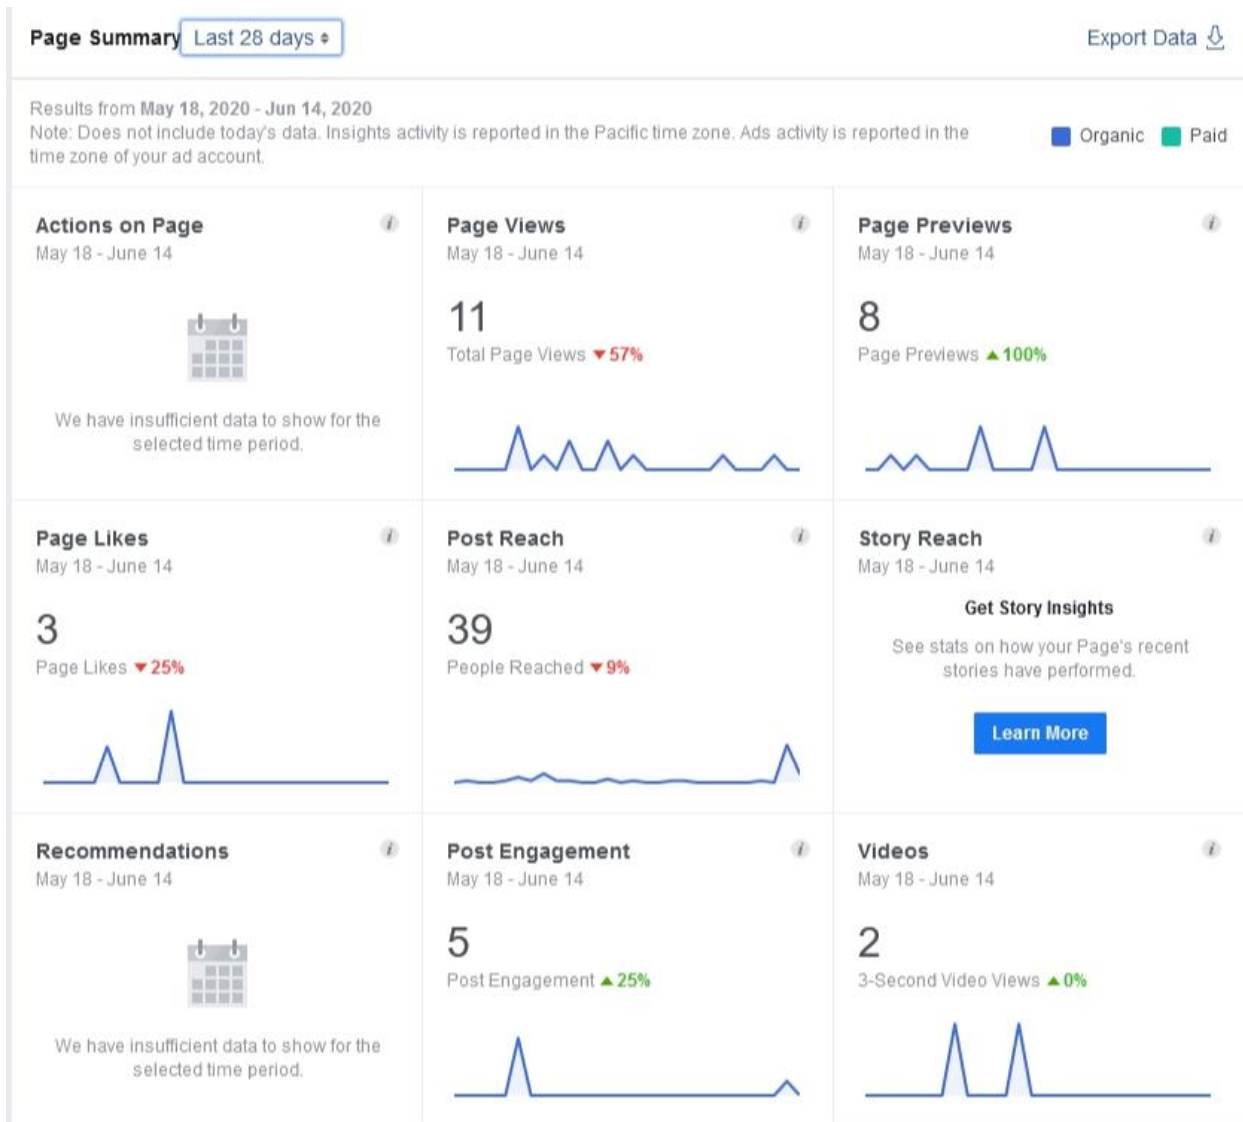 Page Summary Last 28 days
Export Data
Results from May 18, 2020 - Jun 14, 2020
Note: Does not include today's data. Insights activity is reported in the Pacific time zone. Ads activity is reported in the
time zone of your ad account.
Organic Paid
Actions on Page
May 18 - June 14
We have insufficient data to show for the
selected time period.
Page Views
May 18 - June 14
11
Total Page Views ▼57%
Page Previews
May 18 - June 14
8
Page Previews ▲100%
Page Likes
May 18 - June 14
3
Page Likes ▼25%
Post Reach
May 18 - June 14
39
People Reached ▼9%
Story Reach
May 18 - June 14
Get Story Insights
See stats on how your Page's recent
stories have performed.
Learn More
Recommendations
May 18 - June 14
We have insufficient data to show for the
selected time period.
Post Engagement
May 18 - June 14
5
Post Engagement ▲25%
Videos
May 18 - June 14
2
3-Second Video Views ▲0%